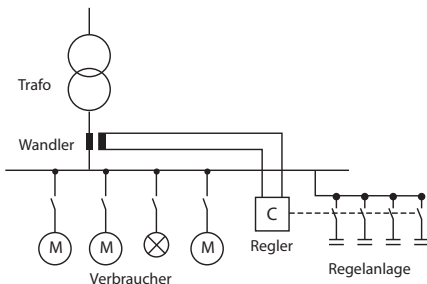 Trafo
Wandler
C
M
M
M
Regler
Verbraucher
Regelanlage